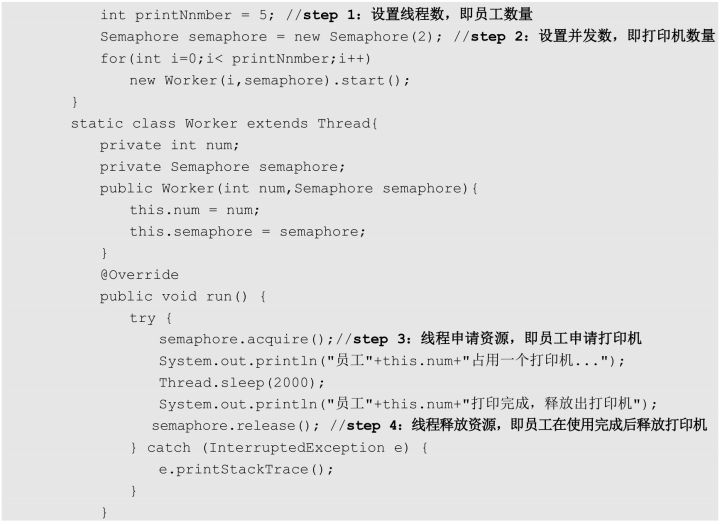 int printNnmber = 5; //step 1：设置线程数，即员工数量
Semaphore semaphore = new Semaphore(2); //step 2：设置并发数，即打印机数量
for(int i=0;i< printNnmber;i++)
new Worker(i,semaphore).start();
}
static class Worker extends Thread{
private int num;
private Semaphore semaphore;
public Worker(int num,Semaphore semaphore){
this.num = num;
this.semaphore = semaphore;
}
@Override
public void run() {
try {
semaphore.acquire();//step 3：线程申请资源，即员工申请打印机
System.out.println("员工"+this.num+"占用一个打印机...");
Thread.sleep(2000);
System.out.println("员工"+this.num+"打印完成，释放出打印机");
semaphore.release(); //step 4：线程释放资源，即员工在使用完成后释放打印机
} catch (InterruptedException e) {
e.printStackTrace();
}
}